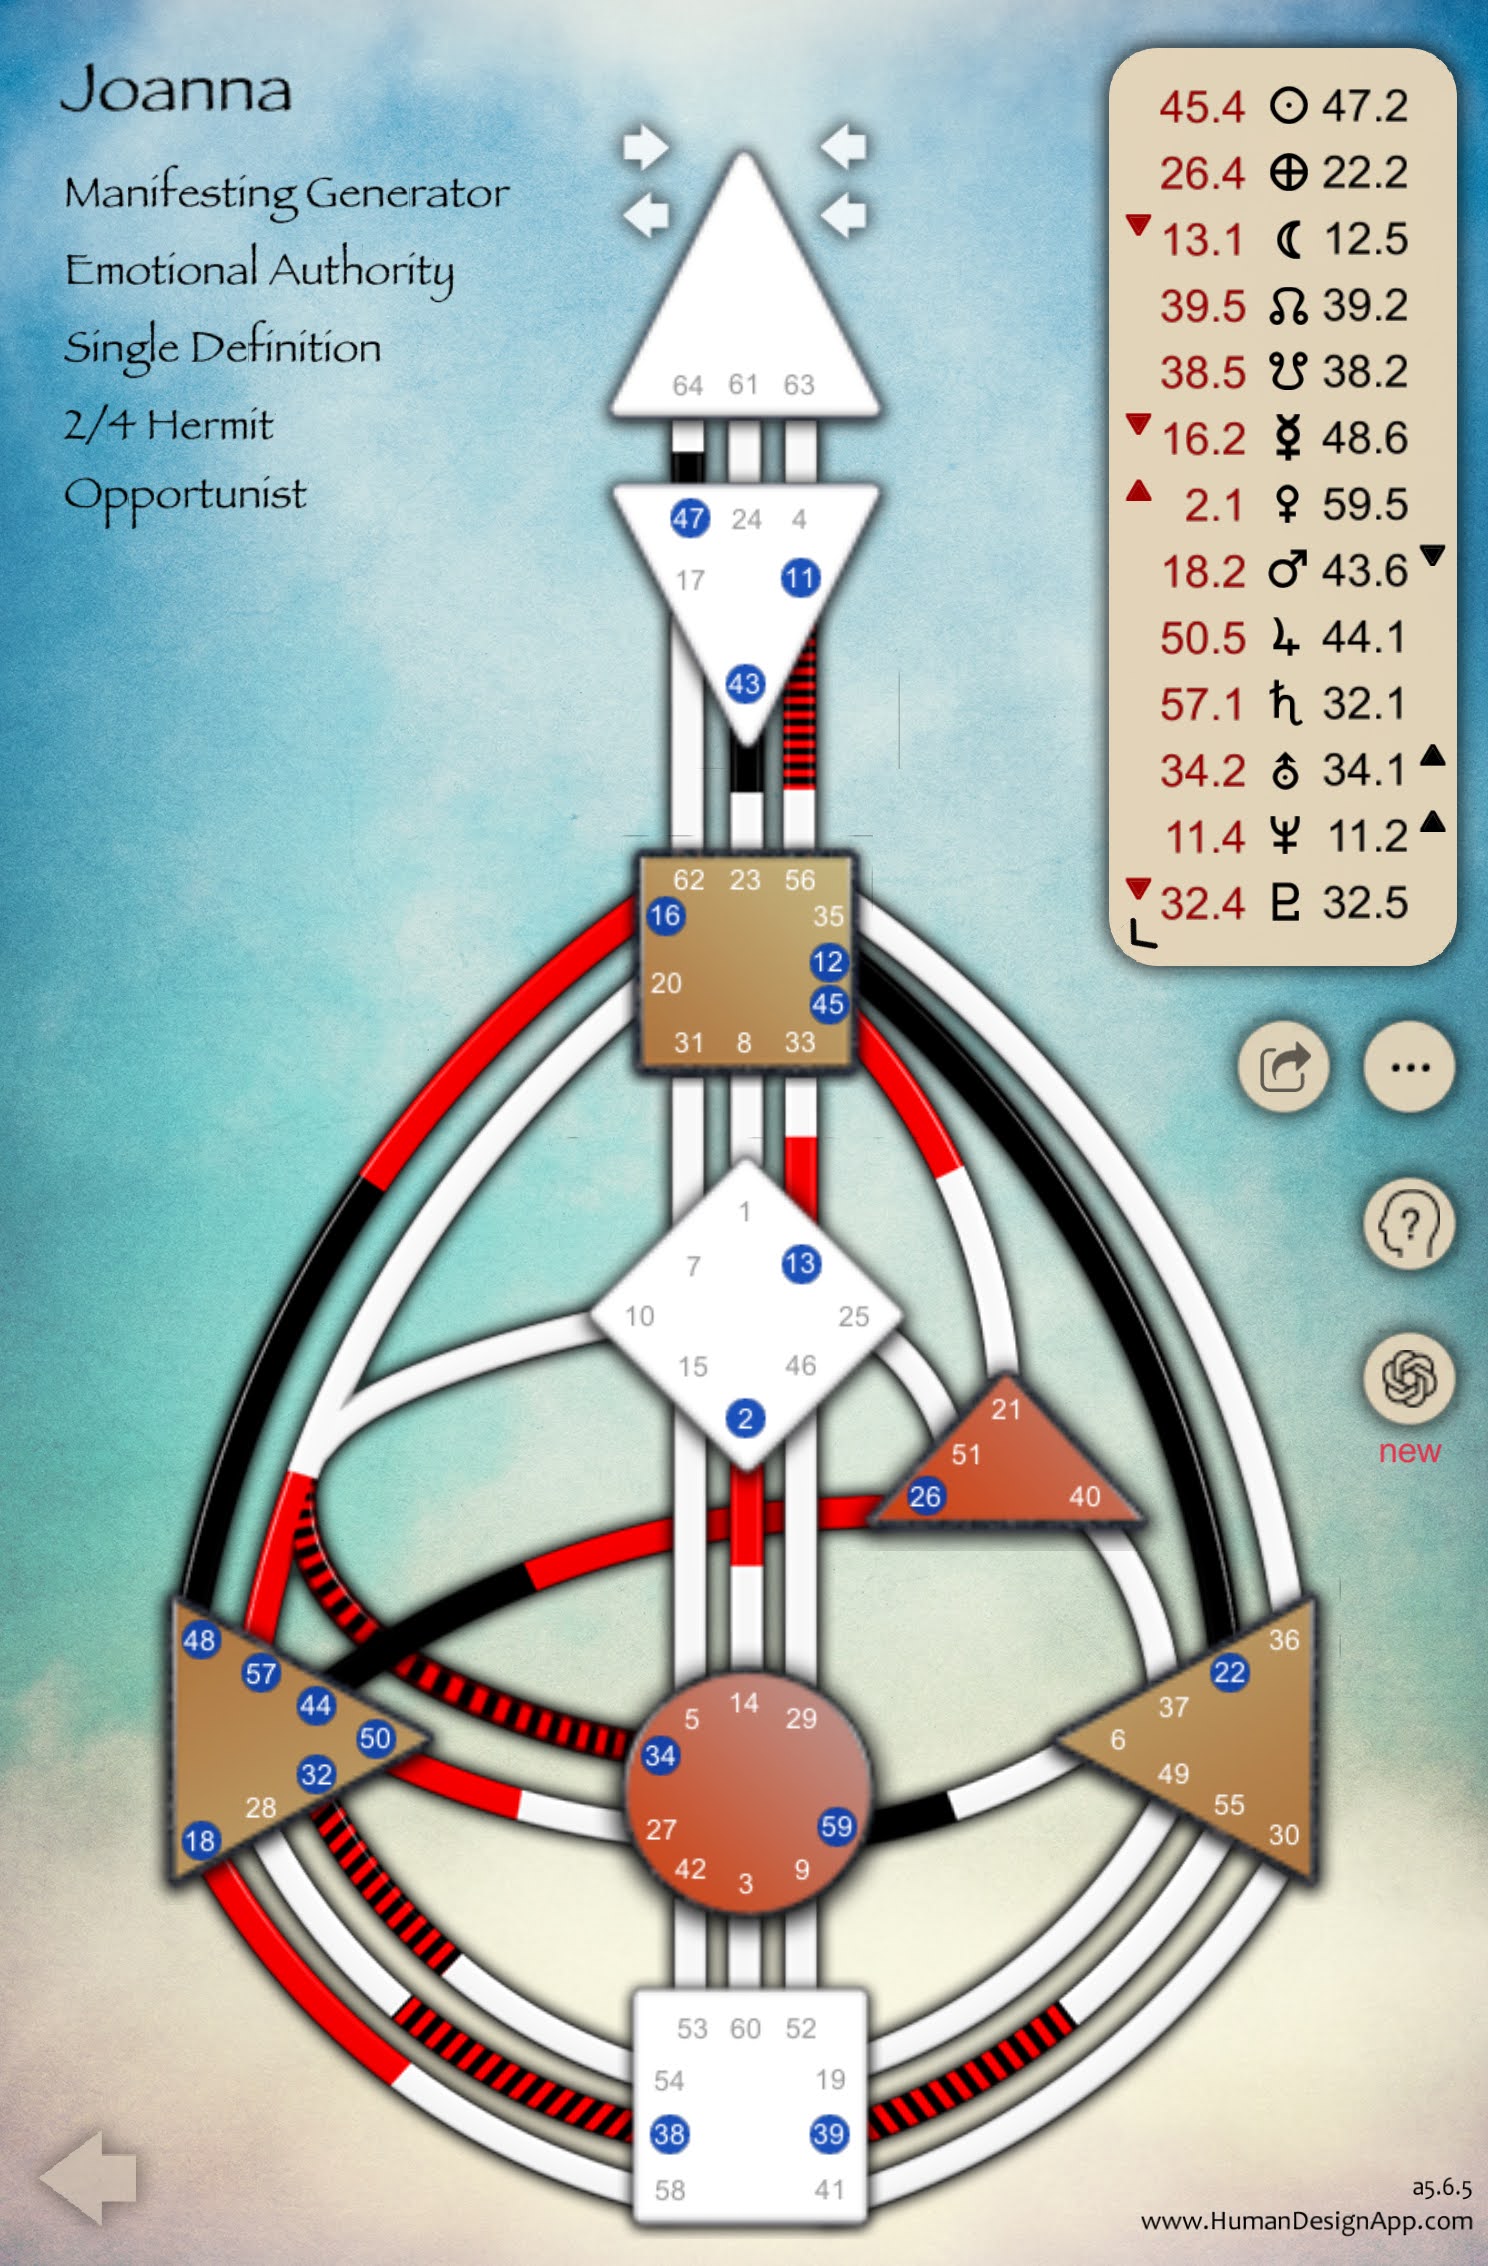 Joanna
Manifesting Generator
Emotional Authority
Single Definition
2/4 Hermit
Opportunist
45.4 ☉ 47.2
26.4 ⊕ 22.2
▼ 13.1 ☾ 12.5
39.5 ☊ 39.2
38.5 ☋ 38.2
▼ 16.2 ☿ 48.6
▲ 2.1 ♀ 59.5
18.2 ♂ 43.6 ▼
50.5 ♃ 44.1
57.1 ♄ 32.1
34.2 ⛢ 34.1 ▲
11.4 ♆ 11.2 ▲
▼ 32.4 ♇ 32.5
L
64 61 63
47 24 4
17 11
43
62 23 56
16 35
12
20 45
31 8 33
1
7 13
10 25
15 46
2
21
51
26 40
48
57
44
50
32
28
18
14
5 29
34
27 59
42 9
3
36
22
37
6
49
55
30
53 60 52
54 19
38 39
58 41
...
?
new
a5.6.5
www.HumanDesignApp.com